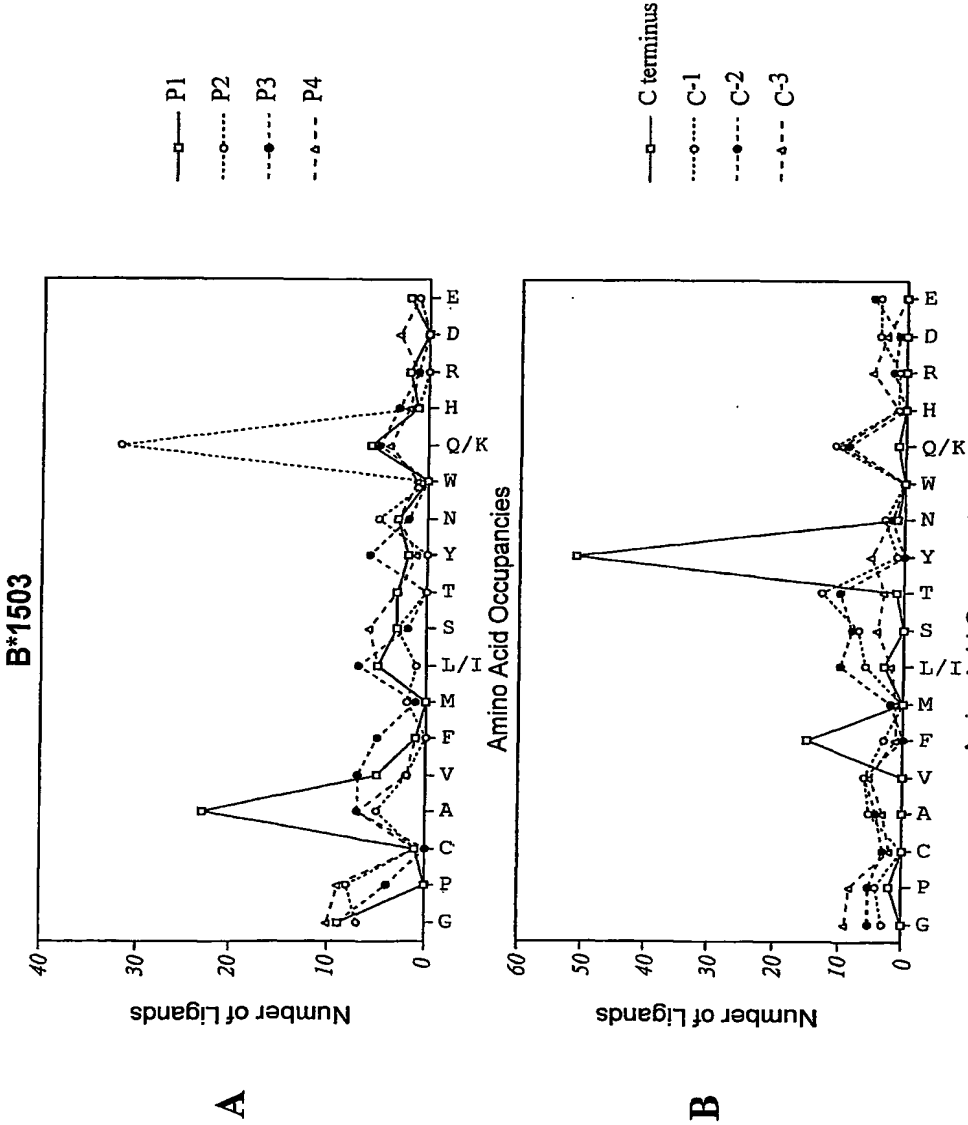 B*1503
A
Number of Ligands
40
30
20
10
0
G P C A V F M L/I S T Y N W Q/K H R D E
Amino Acid Occupancies
P1
P2
P3
P4
B
Number of Ligands
60
50
40
30
20
10
0
G P C A V F M L/I S T Y N W Q/K H R D E
C terminus
C-1
C-2
C-3